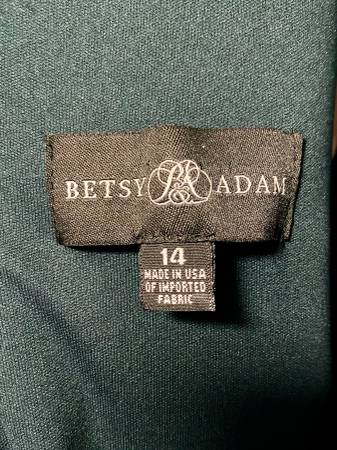 BETSY B&A ADAM
14
MADE IN USA
OF IMPORTED
FABRIC